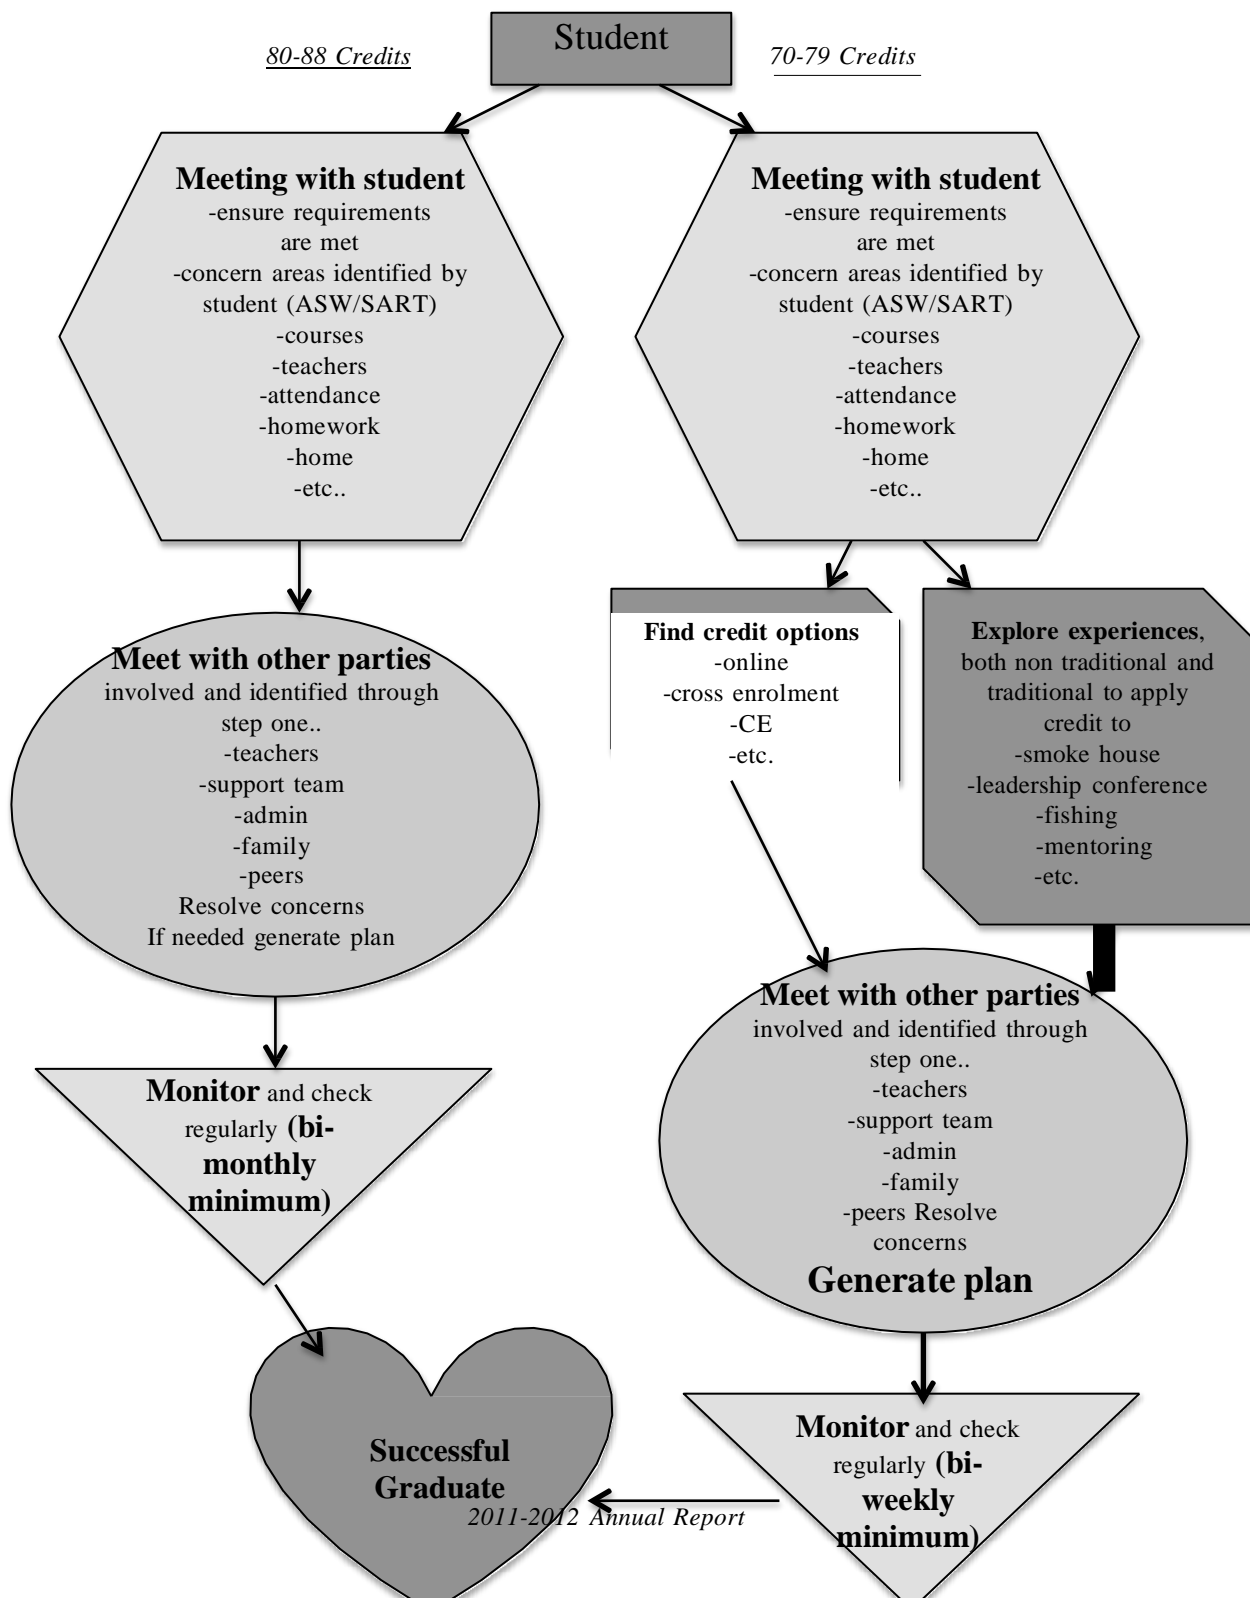 Student
80-88 Credits
70-79 Credits
Meeting with student
-ensure requirements
are met
-concern areas identified by
student (ASW/SART)
-courses
-teachers
-attendance
-homework
-home
-etc..
Meeting with student
-ensure requirements
are met
-concern areas identified by
student (ASW/SART)
-courses
-teachers
-attendance
-homework
-home
-etc..
Meet with other parties
involved and identified through
step one..
-teachers
-support team
-admin
-family
-peers
Resolve concerns
If needed generate plan
Find credit options
-online
-cross enrolment
-CE
-etc.
Explore experiences,
both non traditional and
traditional to apply
credit to
-smoke house
-leadership conference
-fishing
-mentoring
-etc.
Meet with other parties
involved and identified through
step one..
-teachers
-support team
-admin
-family
-peers Resolve
concerns
Generate plan
Monitor and check
regularly (bi-
monthly
minimum)
Monitor and check
regularly (bi-
weekly
minimum)
Successful
Graduate
2011-2012 Annual Report